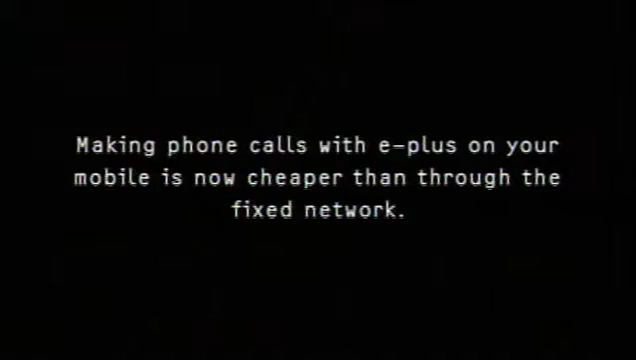 Making phone calls with e-plus on your
mobile is now cheaper than through the
fixed network.